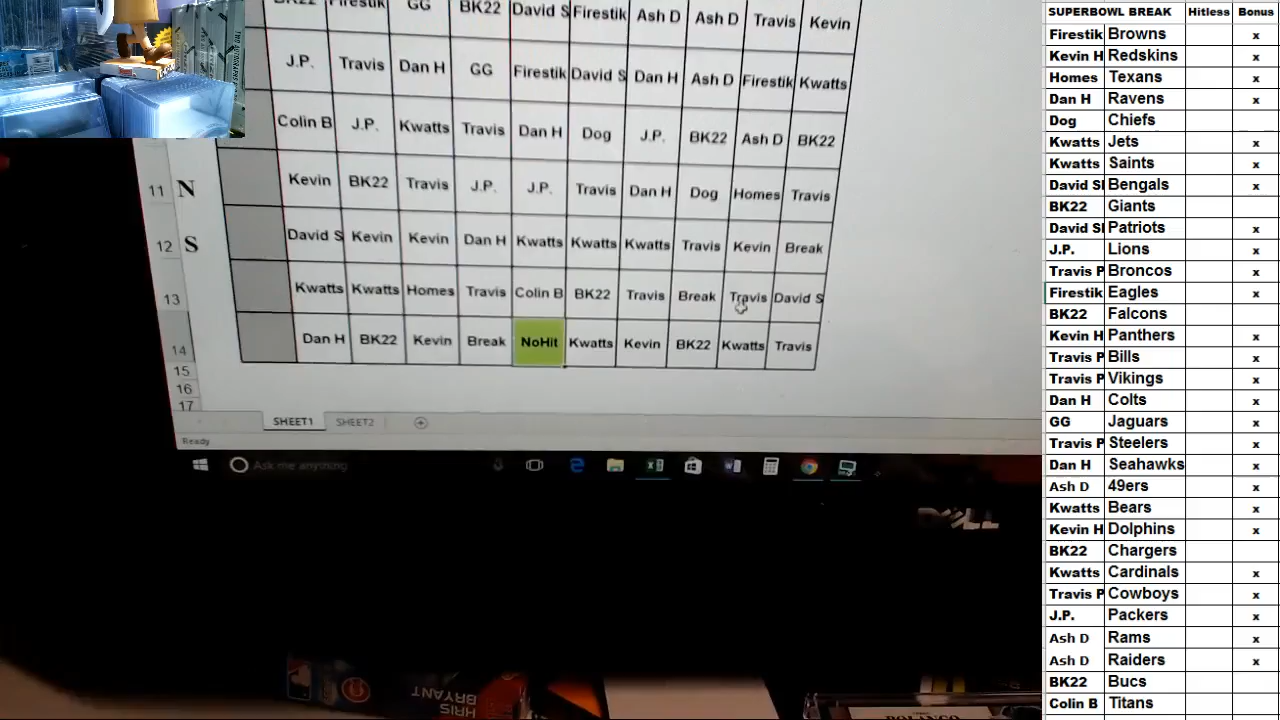 BK22 Firestik GG BK22 David S Firestik Ash D Ash D Travis Kevin
J.P. Travis Dan H GG Firestik David S Dan H Ash D Firestik Kwatts
Colin B J.P. Kwatts Travis Dan H Dog J.P. BK22 Ash D BK22
11 N Kevin BK22 Travis J.P. J.P. Travis Dan H Dog Homes Travis
12 S David S Kevin Kevin Dan H Kwatts Kwatts Kwatts Travis Kevin Break
13 Kwatts Kwatts Homes Travis Colin B BK22 Travis Break Travis David S
14 Dan H BK22 Kevin Break NoHit Kwatts Kevin BK22 Kwatts Travis
15
16
17
SHEET1 SHEET2
Ready
Ask me anything
BRYANT
SUPERBOWL BREAK Hitless Bonus
Firestik Browns x
Kevin H Redskins x
Homes Texans x
Dan H Ravens x
Dog Chiefs
Kwatts Jets x
Kwatts Saints x
David Sl Bengals x
BK22 Giants
David Sl Patriots x
J.P. Lions x
Travis P Broncos x
Firestik Eagles x
BK22 Falcons
Kevin H Panthers x
Travis P Bills x
Travis P Vikings x
Dan H Colts x
GG Jaguars x
Travis P Steelers x
Dan H Seahawks x
Ash D 49ers x
Kwatts Bears x
Kevin H Dolphins x
BK22 Chargers
Kwatts Cardinals x
Travis P Cowboys x
J.P. Packers x
Ash D Rams x
Ash D Raiders x
BK22 Bucs
Colin B Titans